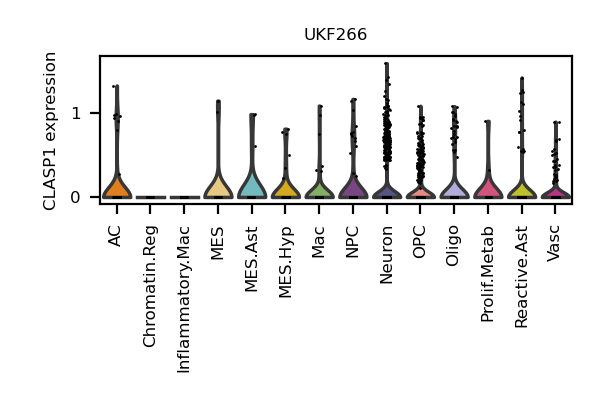 UKF266
CLASP1 expression
1
0
AC
Chromatin.Reg
Inflammatory.Mac
MES
MES.Ast
MES.Hyp
Mac
NPC
Neuron
OPC
Oligo
Prolif.Metab
Reactive.Ast
Vasc